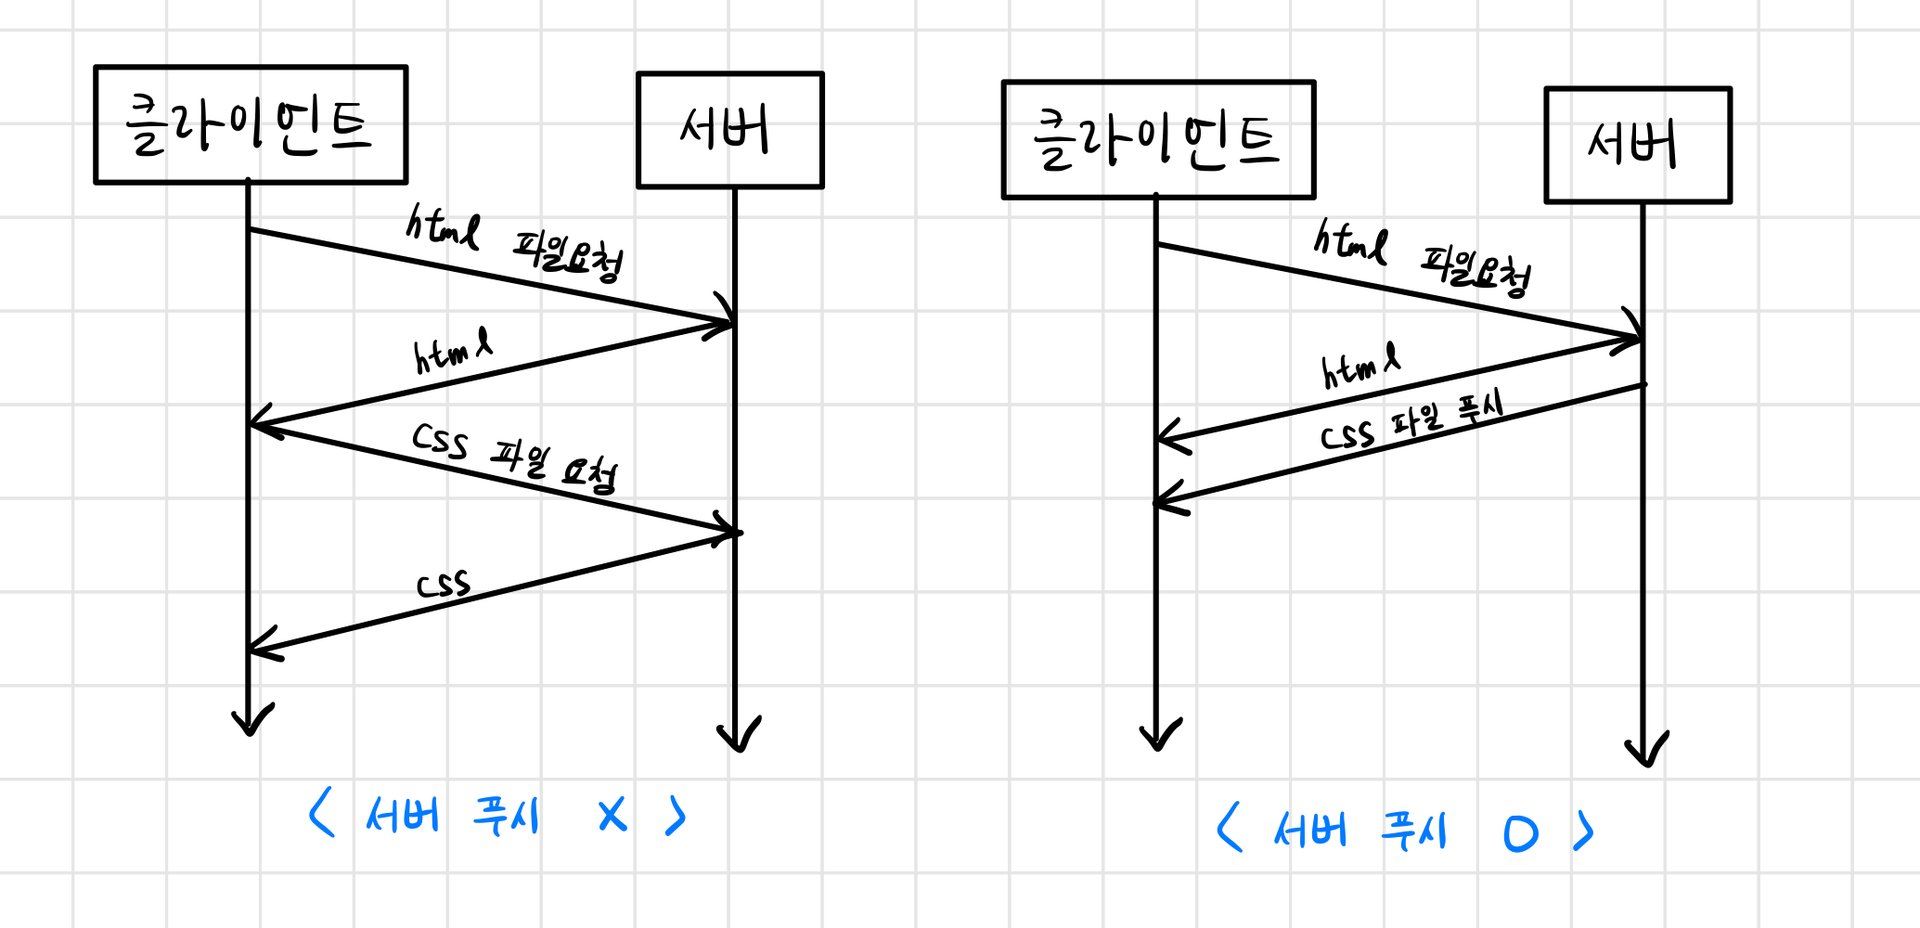 클라이언트
서버
html 파일요청
html
css 파일 요청
css
< 서버 푸시 X >
클라이언트
서버
html 파일요청
html
css 파일 푸시
< 서버 푸시 O >